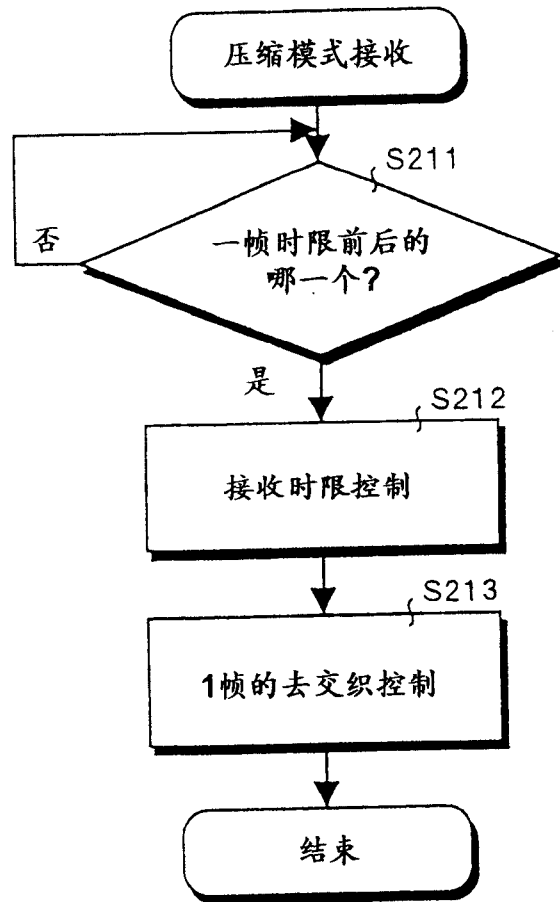 压缩模式接收
S211
一帧时限前后的
哪一个?
否
是
S212
接收时限控制
S213
1帧的去交织控制
结束